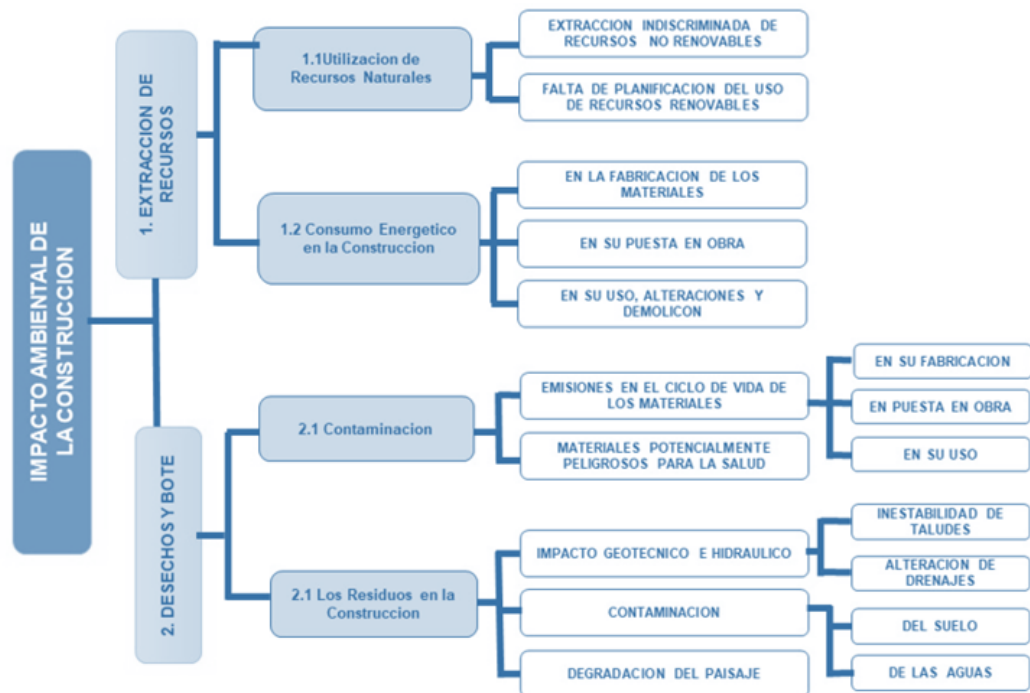 IMPACTO AMBIENTAL DE
LA CONSTRUCCION
1. EXTRACCION DE
RECURSOS
1.1Utilizacion de
Recursos Naturales
EXTRACCION INDISCRIMINADA DE
RECURSOS NO RENOVABLES
FALTA DE PLANIFICACION DEL USO
DE RECURSOS RENOVABLES
1.2 Consumo Energetico
en la Construccion
EN LA FABRICACION DE LOS
MATERIALES
EN SU PUESTA EN OBRA
EN SU USO, ALTERACIONES Y
DEMOLICON
2. DESECHOS Y BOTE
2.1 Contaminacion
EMISIONES EN EL CICLO DE VIDA DE
LOS MATERIALES
EN SU FABRICACION
EN PUESTA EN OBRA
EN SU USO
MATERIALES POTENCIALMENTE
PELIGROSOS PARA LA SALUD
2.1 Los Residuos en la
Construccion
IMPACTO GEOTECNICO E HIDRAULICO
INESTABILIDAD DE
TALUDES
ALTERACION DE
DRENAJES
CONTAMINACION
DEL SUELO
DE LAS AGUAS
DEGRADACION DEL PAISAJE